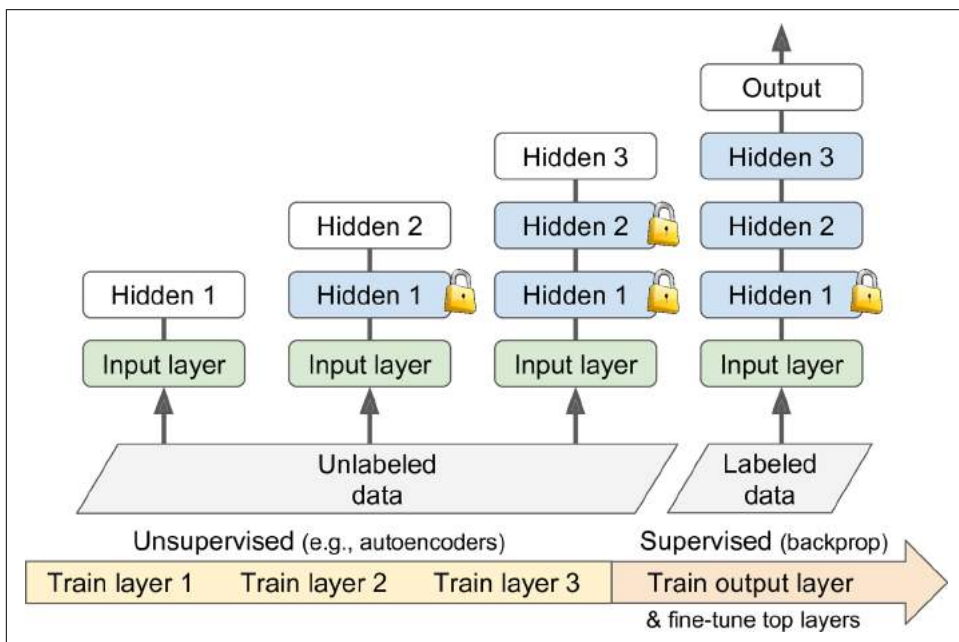 Output
Hidden 3
Hidden 3
Hidden 2
Hidden 2
Hidden 2
Hidden 1
Hidden 1
Hidden 1
Hidden 1
Input layer
Input layer
Input layer
Input layer
Unlabeled
data
Labeled
data
Unsupervised (e.g., autoencoders)
Supervised (backprop)
Train layer 1
Train layer 2
Train layer 3
Train output layer
& fine-tune top layers